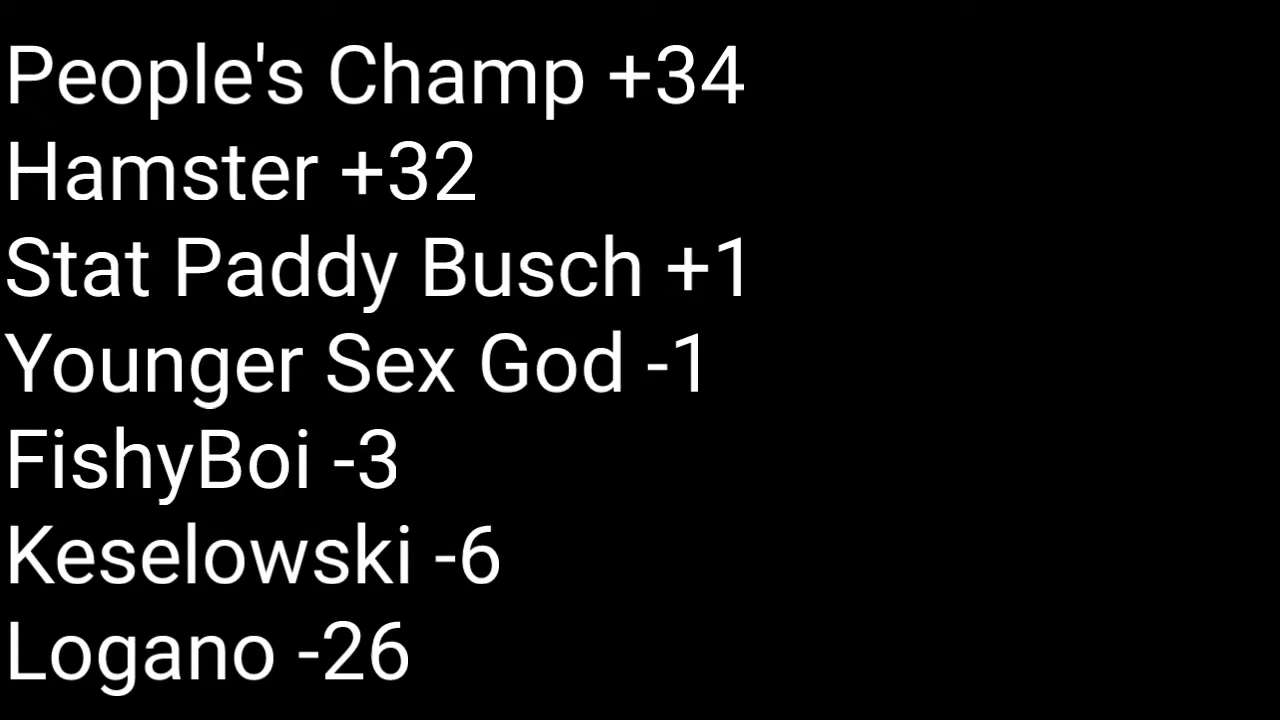 People's Champ +34
Hamster +32
Stat Paddy Busch +1
Younger Sex God -1
FishyBoi -3
Keselowski -6
Logano -26